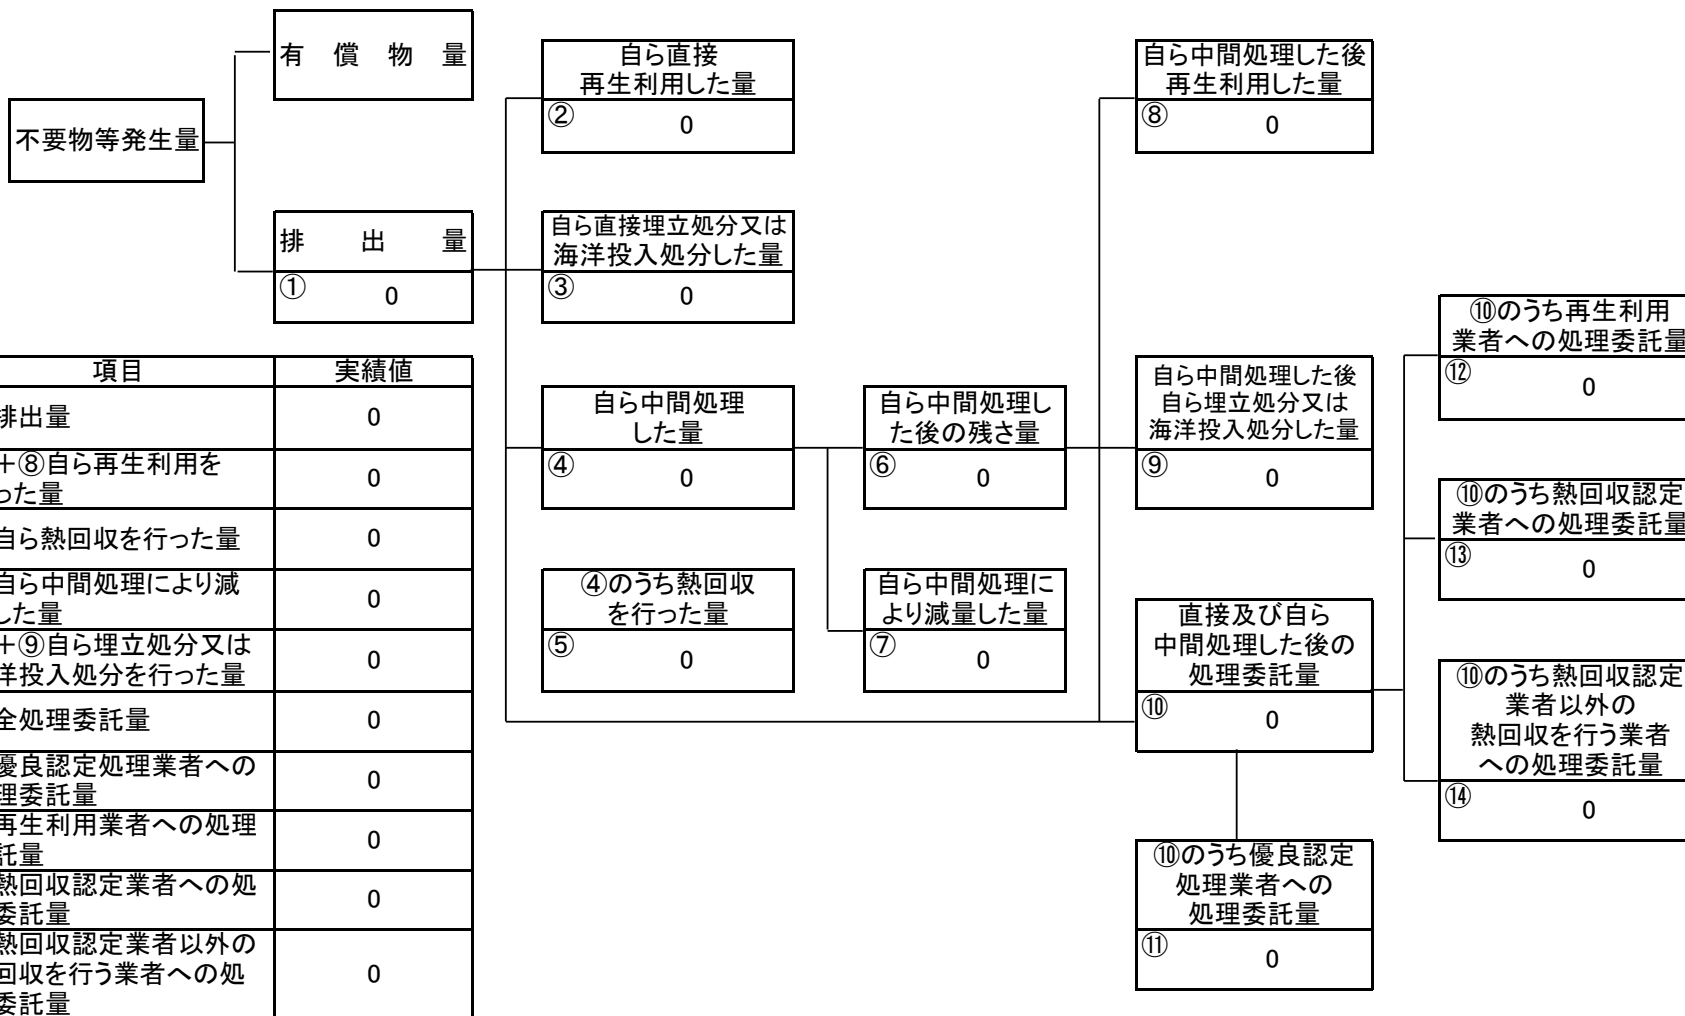 有償物量
不要物等発生量
排出量
①
0
自ら直接
再生利用した量
②
0
自ら直接埋立処分又は
海洋投入処分した量
③
0
自ら中間処理
した量
④
0
④のうち熱回収
を行った量
⑤
0
自ら中間処理し
た後の残さ量
⑥
0
自ら中間処理に
より減量した量
⑦
0
自ら中間処理した後
再生利用した量
⑧
0
自ら中間処理した後
自ら埋立処分又は
海洋投入処分した量
⑨
0
直接及び自ら
中間処理した後の
処理委託量
⑩
0
⑩のうち優良認定
処理業者への
処理委託量
⑪
0
⑩のうち再生利用
業者への処理委託量
⑫
0
⑩のうち熱回収認定
業者への処理委託量
⑬
0
⑩のうち熱回収認定
業者以外の
熱回収を行う業者
への処理委託量
⑭
0
項目 実績値
排出量 0
+⑧自ら再生利用を
った量 0
自ら熱回収を行った量 0
自ら中間処理により減
した量 0
+⑨自ら埋立処分又は
洋投入処分を行った量 0
全処理委託量 0
優良認定処理業者への
理委託量 0
再生利用業者への処理
託量 0
熱回収認定業者への処
委託量 0
熱回収認定業者以外の
回収を行う業者への処 0
委託量